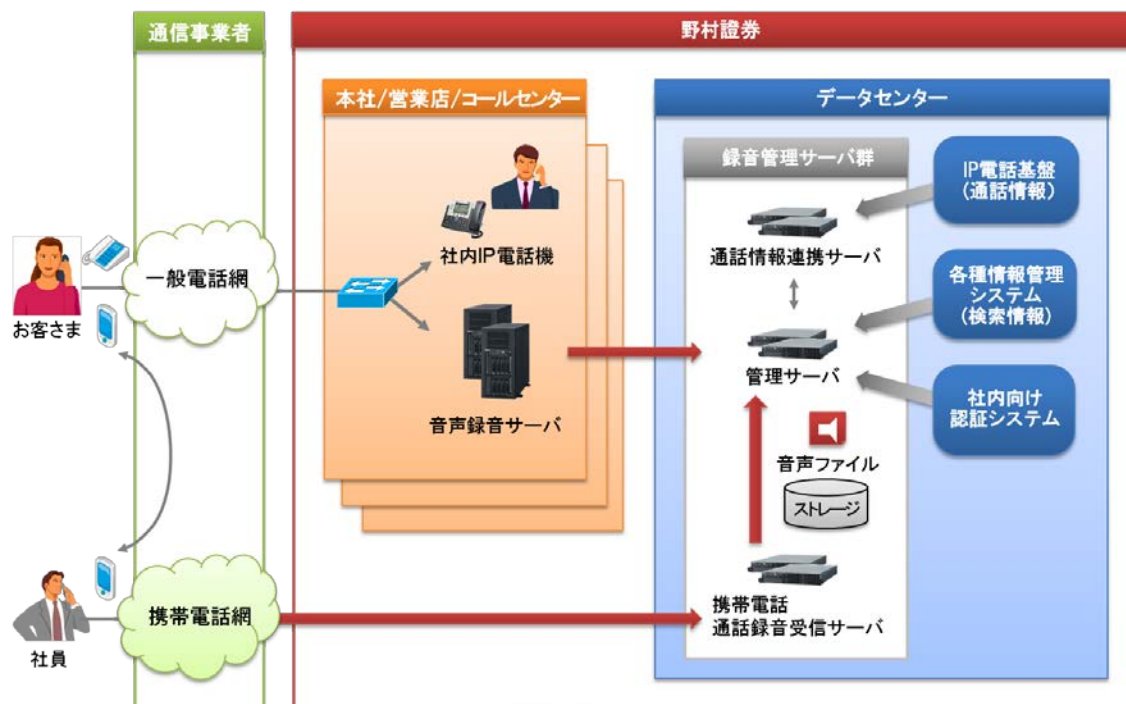 通信事業者
野村證券
本社/営業店/コールセンター
データセンター
録音管理サーバ群
IP電話基盤
(通話情報)
社内IP電話機
通話情報連携サーバ
一般電話網
お客さま
各種情報管理
システム
(検索情報)
管理サーバ
音声録音サーバ
社内向け
認証システム
音声ファイル
ストレージ
携帯電話網
携帯電話
通話録音受信サーバ
社員